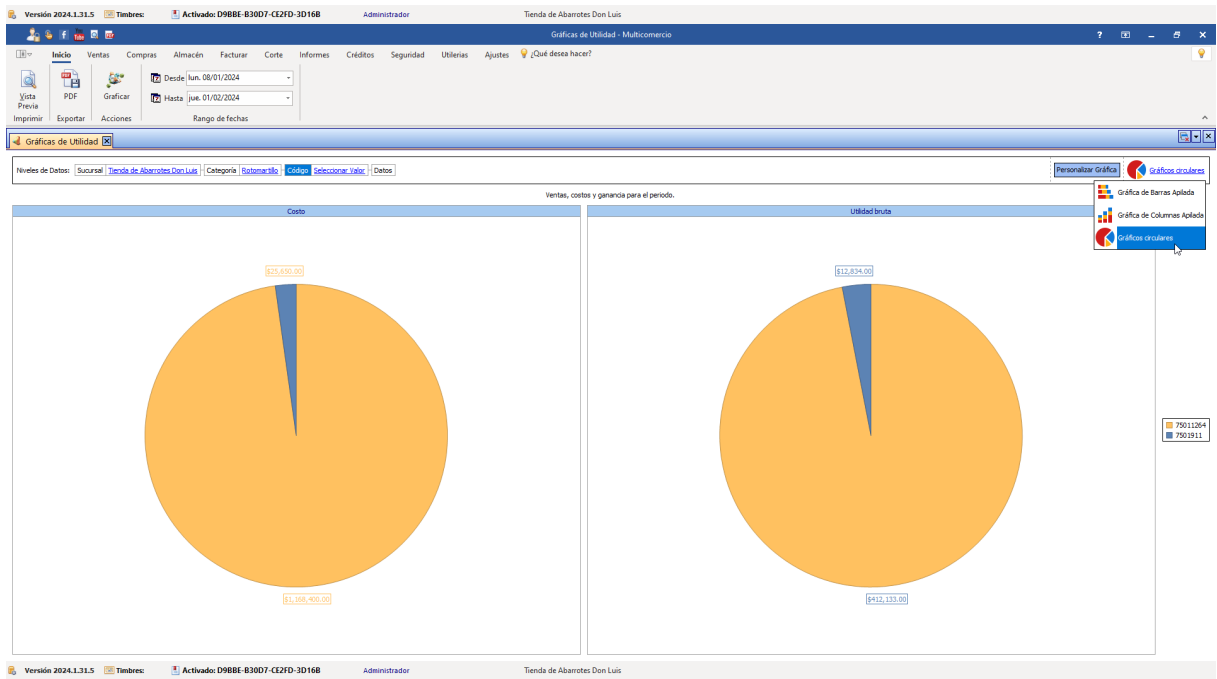 Versión 2024.1.31.5 Timbres: Activado: D9BBE-B30D7-CE2FD-3D16B Administrador Tienda de Abarrotes Don Luis
Gráficas de Utilidad - Multicomercio
Inicio Ventas Compras Almacén Facturar Corte Informes Créditos Seguridad Utilerias Ajustes ¿Qué desea hacer?
Vista Previa
PDF
Graficar
Desde lun. 08/01/2024
Hasta jue. 01/02/2024
Imprimir Exportar Acciones Rango de fechas
Gráficas de Utilidad
Niveles de Datos: Sucursal Tienda de Abarrotes Don Luis Categoría Rotomartillo Código Seleccionar Valor Datos Personalizar Gráfica Gráficos circulares
Gráfica de Barras Apilada
Gráfica de Columnas Apilada
Gráficos circulares
Ventas, costos y ganancia para el periodo.
Costo Utilidad bruta
$25,650.00 $12,834.00
75011264
7501911
$1,168,400.00 $412,133.00
Versión 2024.1.31.5 Timbres: Activado: D9BBE-B30D7-CE2FD-3D16B Administrador Tienda de Abarrotes Don Luis